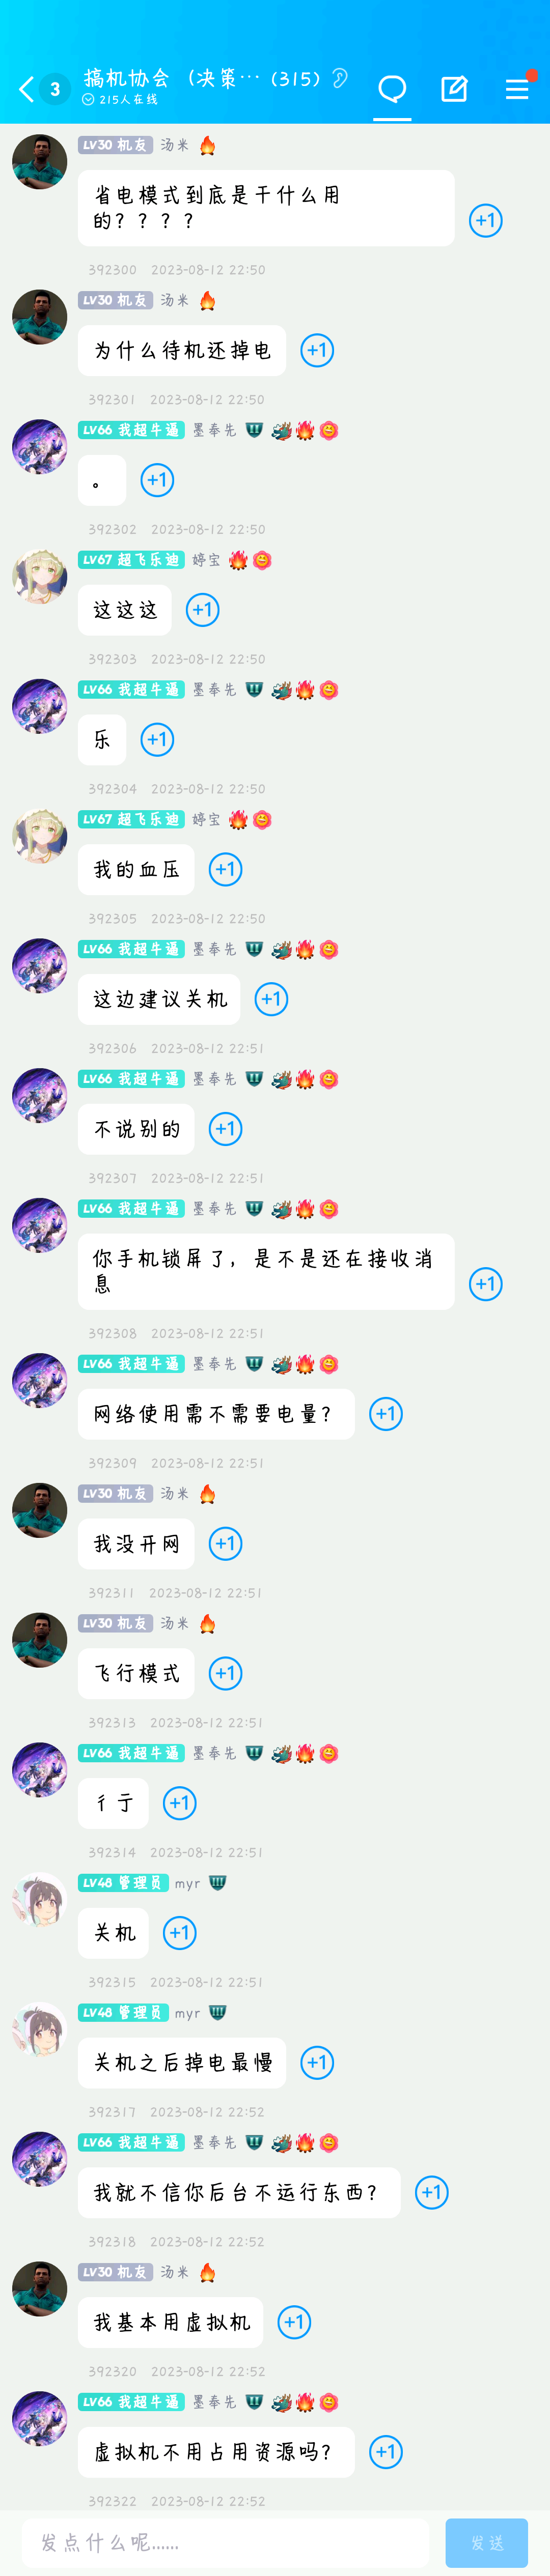 3
搞机协会 (决策··· (315)
215人在线
LV30 机友 汤米
省电模式到底是干什么用
的？？？？
+1
392300 2023-08-12 22:50
LV30 机友 汤米
为什么待机还掉电
+1
392301 2023-08-12 22:50
LV66 我超牛逼 墨奉先
。
+1
392302 2023-08-12 22:50
LV67 超飞乐迪 婷宝
这这这
+1
392303 2023-08-12 22:50
LV66 我超牛逼 墨奉先
乐
+1
392304 2023-08-12 22:50
LV67 超飞乐迪 婷宝
我的血压
+1
392305 2023-08-12 22:50
LV66 我超牛逼 墨奉先
这边建议关机
+1
392306 2023-08-12 22:51
LV66 我超牛逼 墨奉先
不说别的
+1
392307 2023-08-12 22:51
LV66 我超牛逼 墨奉先
你手机锁屏了，是不是还在接收消
息
+1
392308 2023-08-12 22:51
LV66 我超牛逼 墨奉先
网络使用需不需要电量？
+1
392309 2023-08-12 22:51
LV30 机友 汤米
我没开网
+1
392311 2023-08-12 22:51
LV30 机友 汤米
飞行模式
+1
392313 2023-08-12 22:51
LV66 我超牛逼 墨奉先
彳亍
+1
392314 2023-08-12 22:51
LV48 管理员 myr
关机
+1
392315 2023-08-12 22:51
LV48 管理员 myr
关机之后掉电最慢
+1
392317 2023-08-12 22:52
LV66 我超牛逼 墨奉先
我就不信你后台不运行东西？
+1
392318 2023-08-12 22:52
LV30 机友 汤米
我基本用虚拟机
+1
392320 2023-08-12 22:52
LV66 我超牛逼 墨奉先
虚拟机不用占用资源吗？
+1
392322 2023-08-12 22:52
发点什么呢......
发送